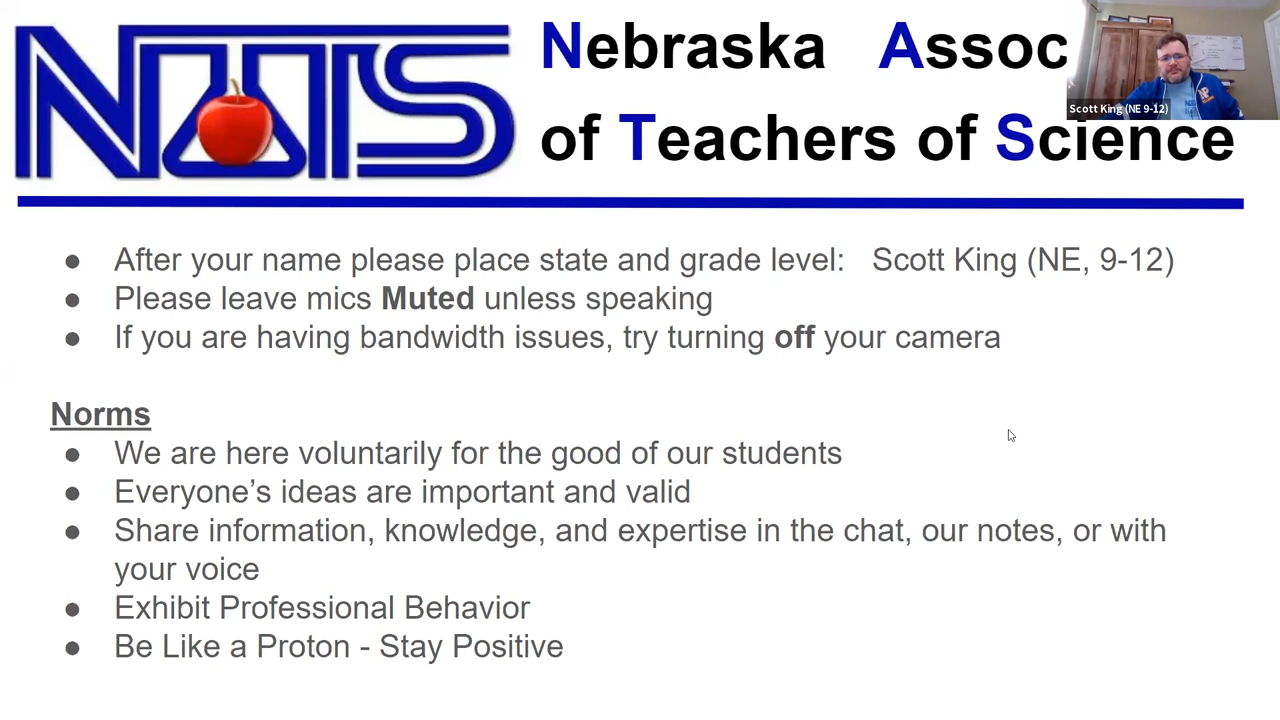 NATS
Nebraska Assoc
of Teachers of Science
Scott King (NE 9-12)
● After your name please place state and grade level: Scott King (NE, 9-12)
● Please leave mics Muted unless speaking
● If you are having bandwidth issues, try turning off your camera
Norms
● We are here voluntarily for the good of our students
● Everyone’s ideas are important and valid
● Share information, knowledge, and expertise in the chat, our notes, or with
your voice
● Exhibit Professional Behavior
● Be Like a Proton - Stay Positive